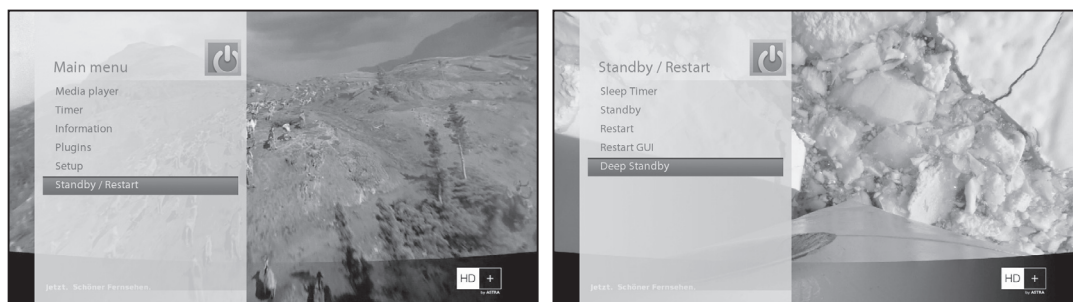 Main menu
Media player
Timer
Information
Plugins
Setup
Standby / Restart
Jetzt. Schöner Fernsehen.
HD +
by ASTRA
Standby / Restart
Sleep Timer
Standby
Restart
Restart GUI
Deep Standby
Jetzt. Schöner Fernsehen.
HD +
by ASTRA